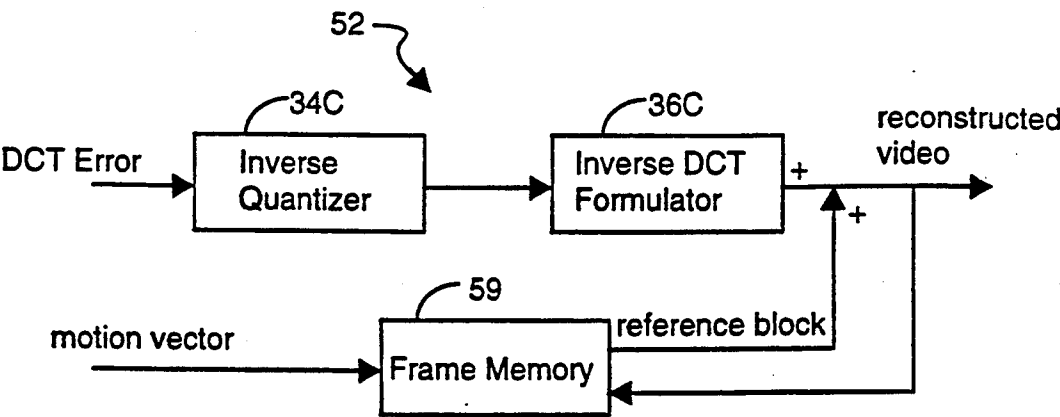 52
34C
36C
reconstructed
video
DCT Error
Inverse
Quantizer
Inverse DCT
Formulator
+
+
59
motion vector
reference block
Frame Memory